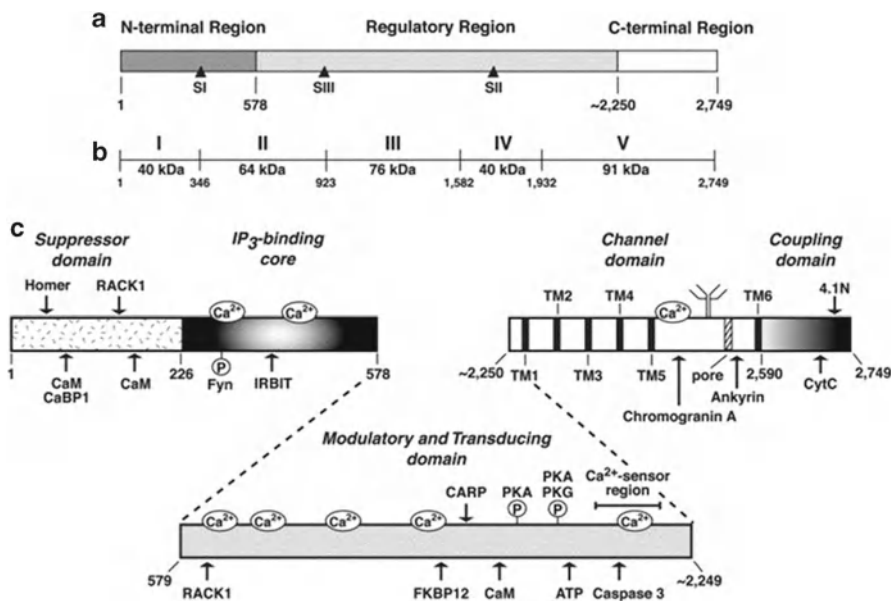 a
N-terminal Region Regulatory Region C-terminal Region
SI SIII SII
1 578 ~2,250 2,749
b
I II III IV V
40 kDa 64 kDa 76 kDa 40 kDa 91 kDa
1 346 923 1,582 1,932 2,749
c
Suppressor domain
IP3-binding core
Channel domain
Coupling domain
Homer RACK1
Ca2+ Ca2+
TM2 TM4 Ca2+ TM6 4.1N
1 226 578
CaM CaBP1
CaM
P
Fyn
IRBIT
~2,250 2,590 2,749
TM1 TM3 TM5 pore
Chromogranin A
Ankyrin
CytC
Modulatory and Transducing domain
CARP
PKA
P
PKA PKG
P
Ca2+-sensor region
Ca2+ Ca2+ Ca2+ Ca2+ Ca2+
579 ~2,249
RACK1 FKBP12 CaM ATP Caspase 3